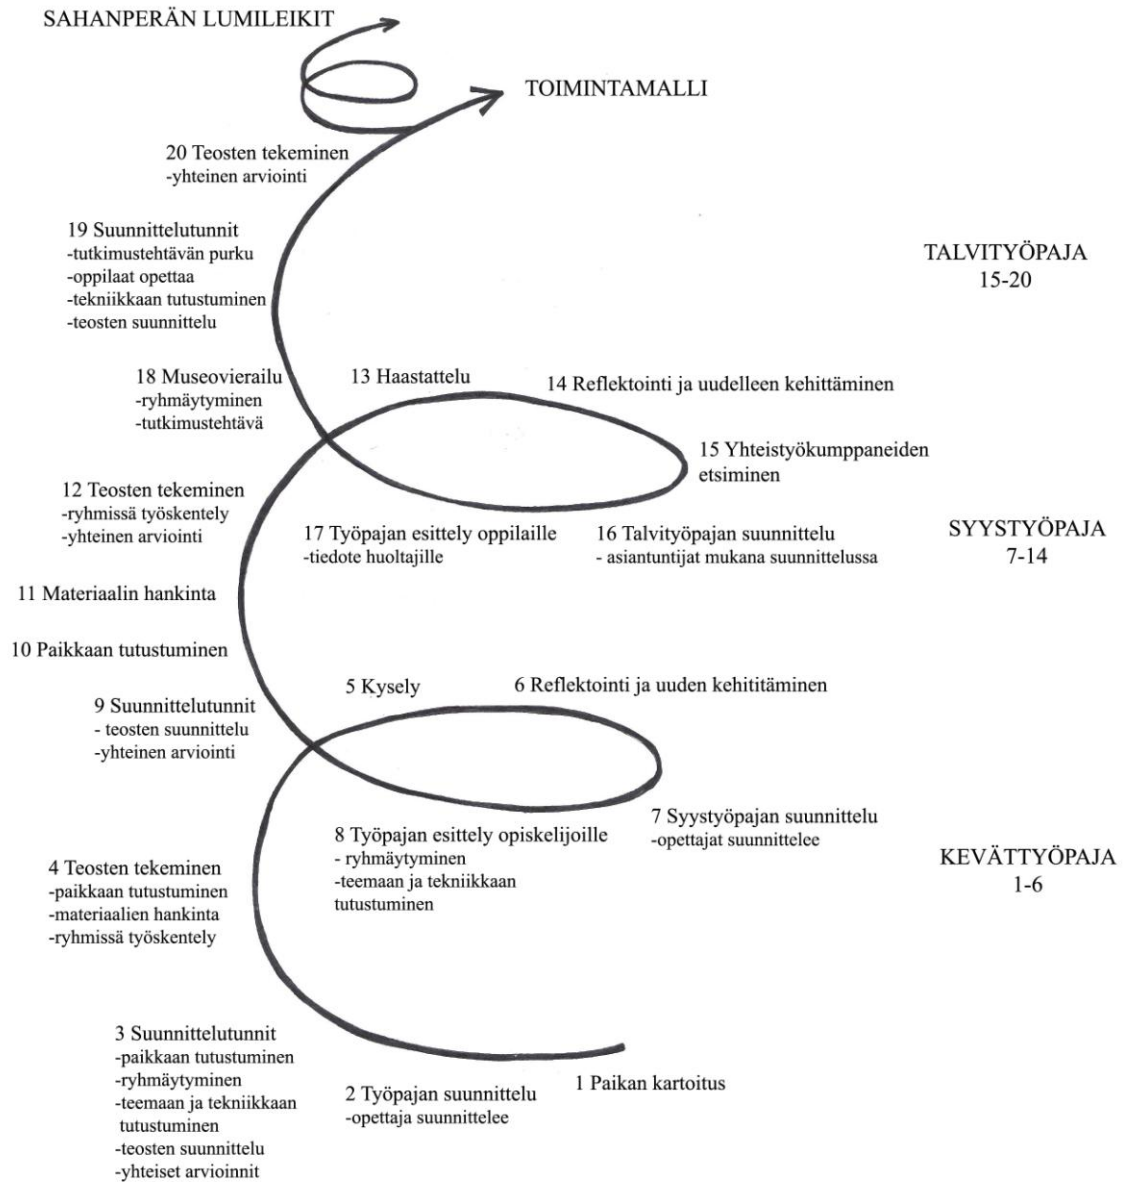 SAHANPERÄN LUMILEIKIT
TOIMINTAMALLI
20 Teosten tekeminen
-yhteinen arviointi
19 Suunnittelutunnit
-tutkimustehtävän purku
-oppilaat opettaa
-tekniikkaan tutustuminen
-teosten suunnittelu
TALVITYÖPAJA
15-20
18 Museovierailu
-ryhmäytyminen
-tutkimustehtävä
13 Haastattelu
14 Reflektointi ja uudelleen kehittäminen
15 Yhteistyökumppaneiden
etsiminen
12 Teosten tekeminen
-ryhmissä työskentely
-yhteinen arviointi
17 Työpajan esittely oppilaille
-tiedote huoltajille
16 Talvityöpajan suunnittelu
- asiantuntijat mukana suunnittelussa
SYYSTYÖPAJA
7-14
11 Materiaalin hankinta
10 Paikkaan tutustuminen
9 Suunnittelutunnit
- teosten suunnittelu
-yhteinen arviointi
5 Kysely
6 Reflektointi ja uuden kehititäminen
7 Syystyöpajan suunnittelu
-opettajat suunnittelee
8 Työpajan esittely opiskelijoille
- ryhmäytyminen
-teemaan ja tekniikkaan
tutustuminen
KEVÄTTYÖPAJA
1-6
4 Teosten tekeminen
-paikkaan tutustuminen
-materiaalien hankinta
-ryhmissä työskentely
3 Suunnittelutunnit
-paikkaan tutustuminen
-ryhmäytyminen
-teemaan ja tekniikkaan
tutustuminen
-teosten suunnittelu
-yhteiset arvioinnit
2 Työpajan suunnittelu
-opettaja suunnittelee
1 Paikan kartoitus